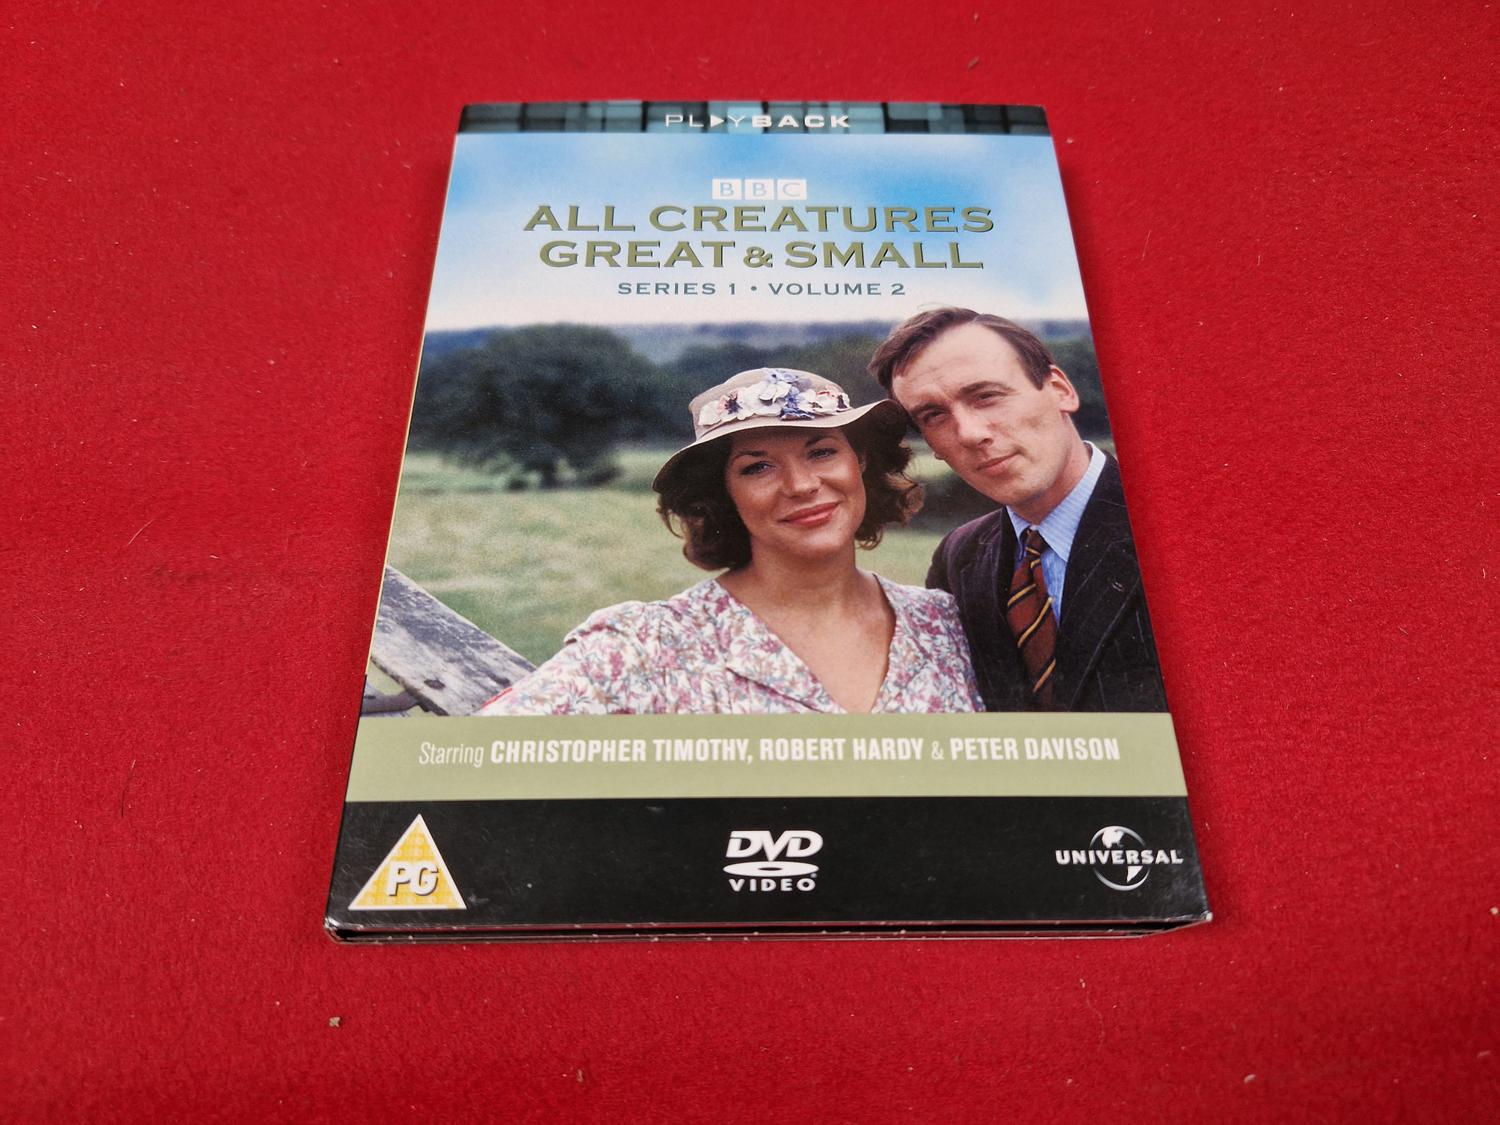 PLAYBACK
BBC
ALL CREATURES
GREAT & SMALL
SERIES 1 • VOLUME 2
Starring CHRISTOPHER TIMOTHY, ROBERT HARDY & PETER DAVISON
PG
DVD
VIDEO
UNIVERSAL